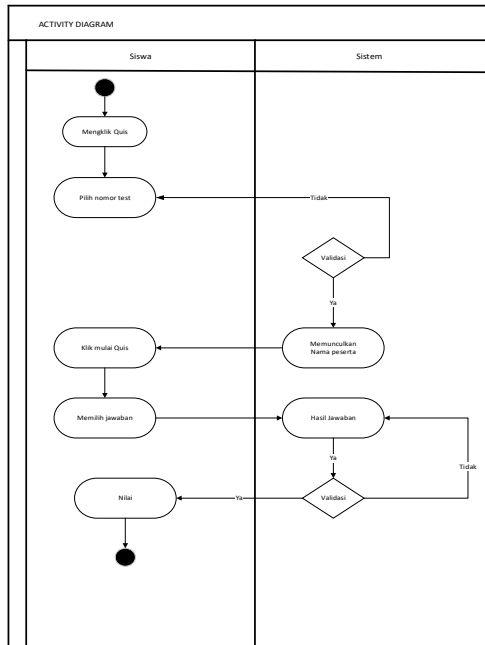 ACTIVITY DIAGRAM
Siswa
Sistem
Mengklik Quis
Pilih nomor test
Tidak
Validasi
Ya
Klik mulai Quis
Memunculkan
Nama peserta
Memilih jawaban
Hasil Jawaban
Ya
Tidak
Nilai
Ya
Validasi